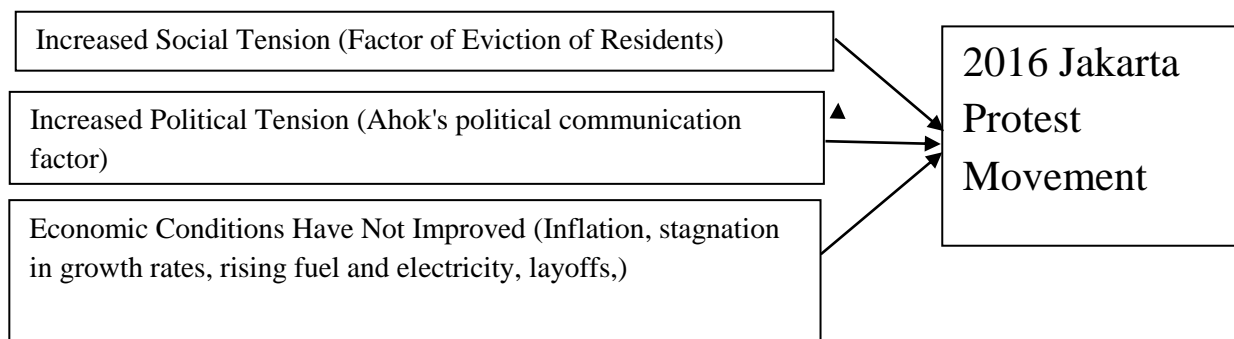 Increased Social Tension (Factor of Eviction of Residents)
Increased Political Tension (Ahok's political communication
factor)
Economic Conditions Have Not Improved (Inflation, stagnation
in growth rates, rising fuel and electricity, layoffs,)
2016 Jakarta
Protest
Movement